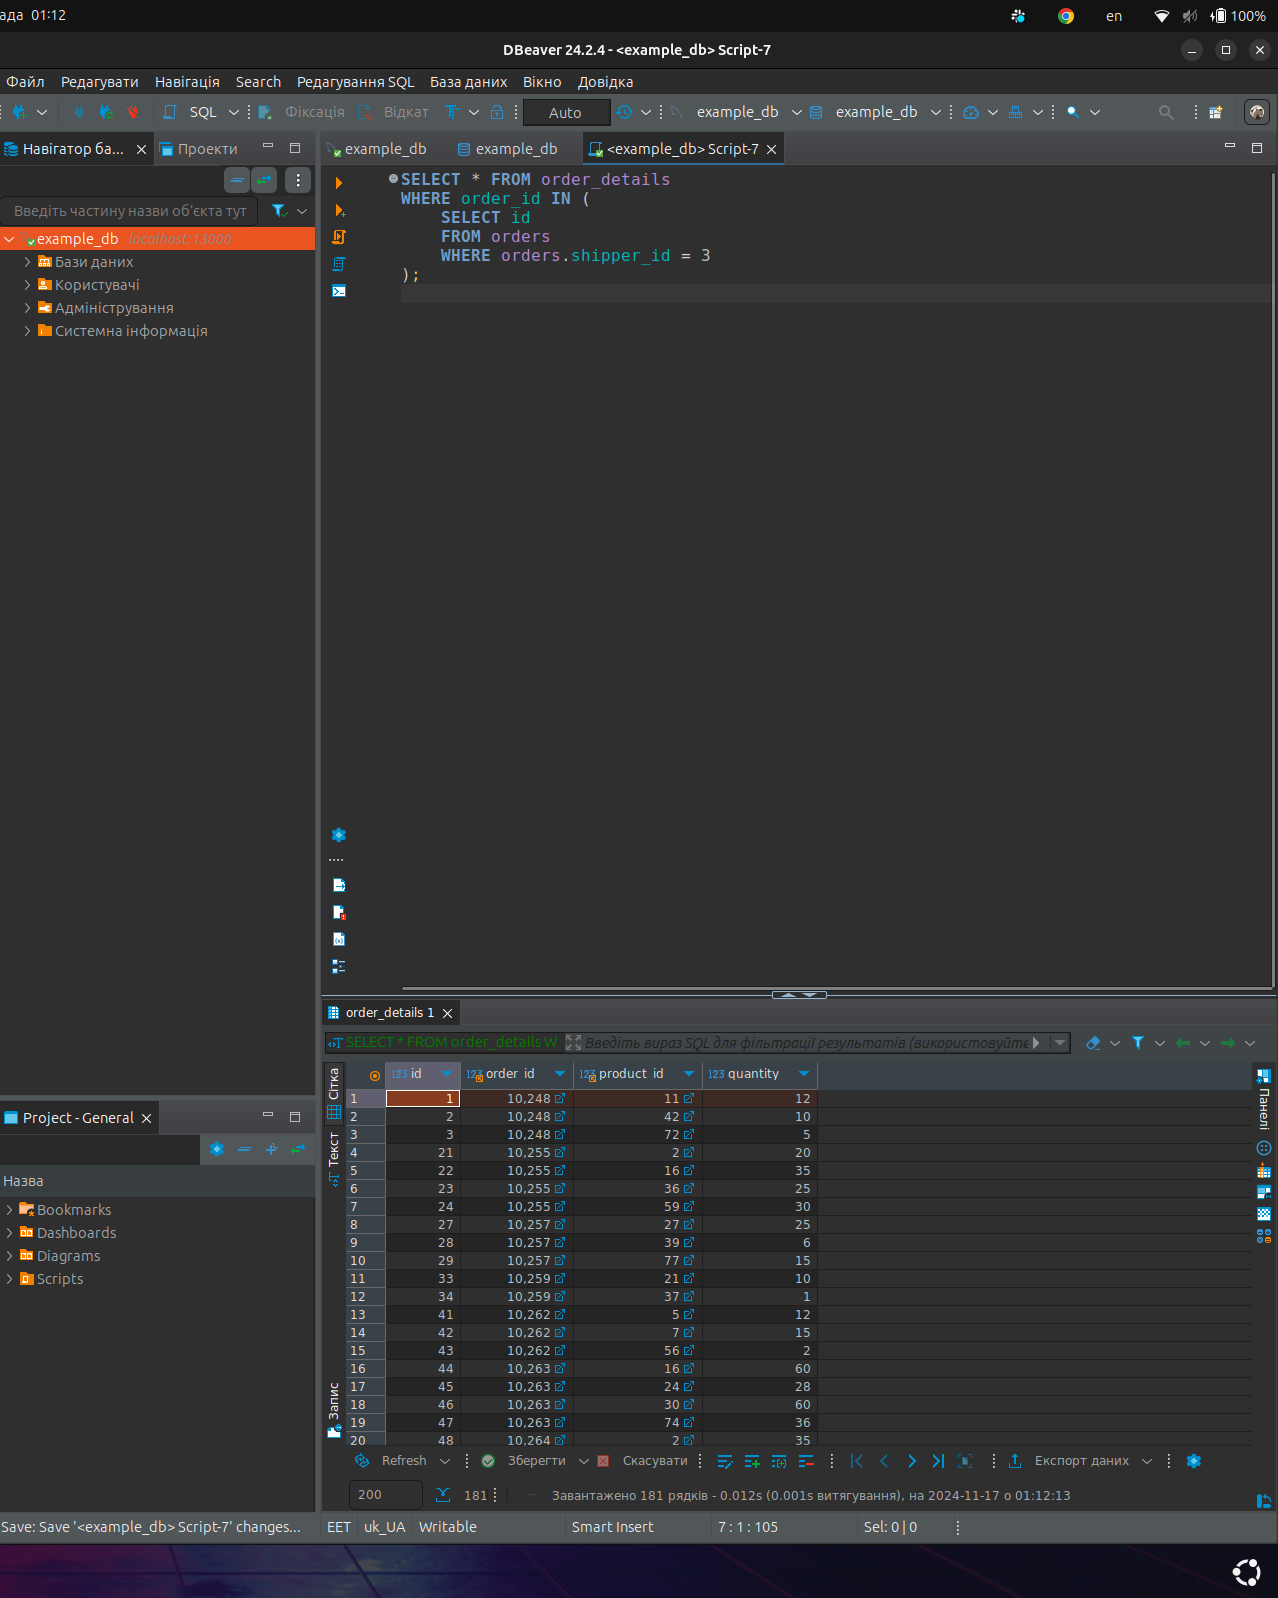 ада 01:12
en
100%
DBeaver 24.2.4 - <example_db> Script-7
Файл Редагувати Навігація Search Редагування SQL База даних Вікно Довідка
SQL Фіксація Відкат Auto example_db example_db
Навігатор ба... Проекти
example_db example_db <example_db> Script-7
Введіть частину назви об'єкта тут
example_db localhost:13000
Бази даних
Користувачі
Адміністрування
Системна інформація
SELECT * FROM order_details
WHERE order_id IN (
SELECT id
FROM orders
WHERE orders.shipper_id = 3
);
Project - General
Назва
Bookmarks
Dashboards
Diagrams
Scripts
order_details 1
SELECT * FROM order_details W Введіть вираз SQL для фільтрації результатів (використовуйте
Сітка
Текст
Запис
Панелі
123 id 123 order_id 123 product_id 123 quantity
1 1 10,248 11 12
2 2 10,248 42 10
3 3 10,248 72 5
4 21 10,255 2 20
5 22 10,255 16 35
6 23 10,255 36 25
7 24 10,255 59 30
8 27 10,257 27 25
9 28 10,257 39 6
10 29 10,257 77 15
11 33 10,259 21 10
12 34 10,259 37 1
13 41 10,262 5 12
14 42 10,262 7 15
15 43 10,262 56 2
16 44 10,263 16 60
17 45 10,263 24 28
18 46 10,263 30 60
19 47 10,263 74 36
20 48 10,264 2 35
Refresh Зберегти Скасувати Експорт даних
200 181 Завантажено 181 рядків - 0.012s (0.001s витягування), на 2024-11-17 о 01:12:13
Save: Save '<example_db> Script-7' changes... EET uk_UA Writable Smart Insert 7 : 1 : 105 Sel: 0 | 0